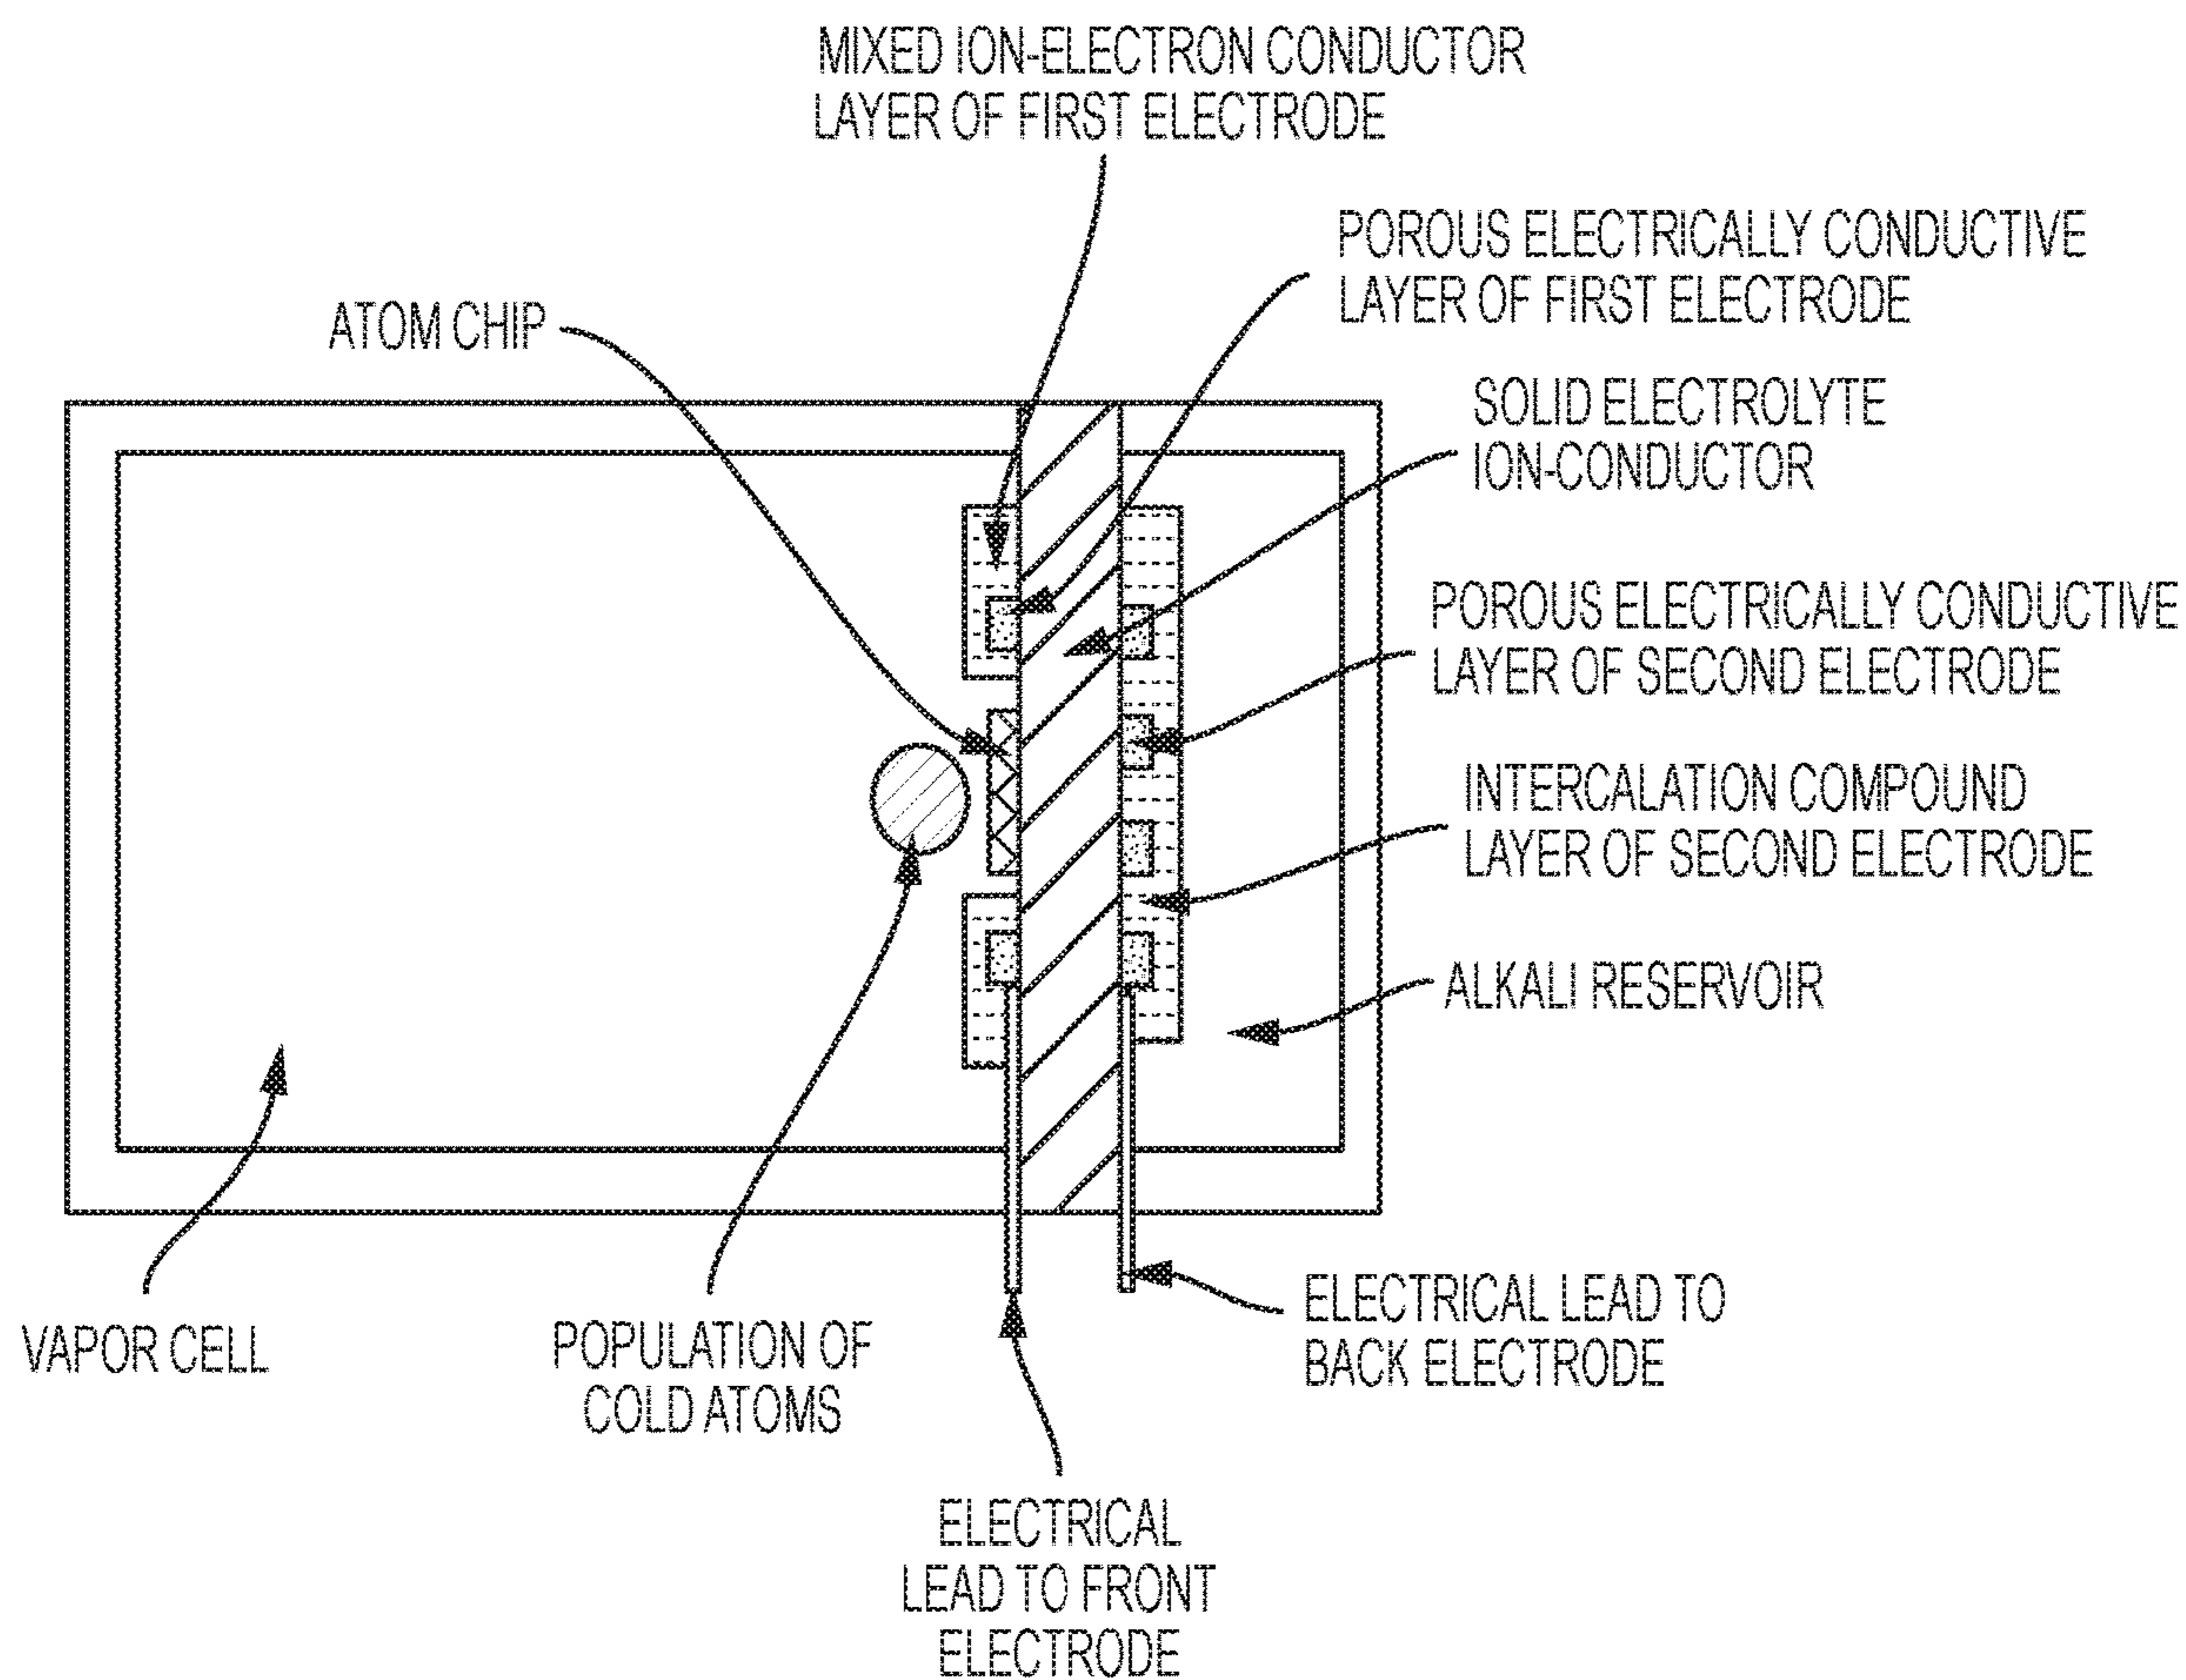 MIXED ION-ELECTRON CONDUCTOR
LAYER OF FIRST ELECTRODE
POROUS ELECTRICALLY CONDUCTIVE
LAYER OF FIRST ELECTRODE
ATOM CHIP
SOLID ELECTROLYTE
ION-CONDUCTOR
POROUS ELECTRICALLY CONDUCTIVE
LAYER OF SECOND ELECTRODE
INTERCALATION COMPOUND
LAYER OF SECOND ELECTRODE
ALKALI RESERVOIR
ELECTRICAL LEAD TO
BACK ELECTRODE
VAPOR CELL
POPULATION OF
COLD ATOMS
ELECTRICAL
LEAD TO FRONT
ELECTRODE